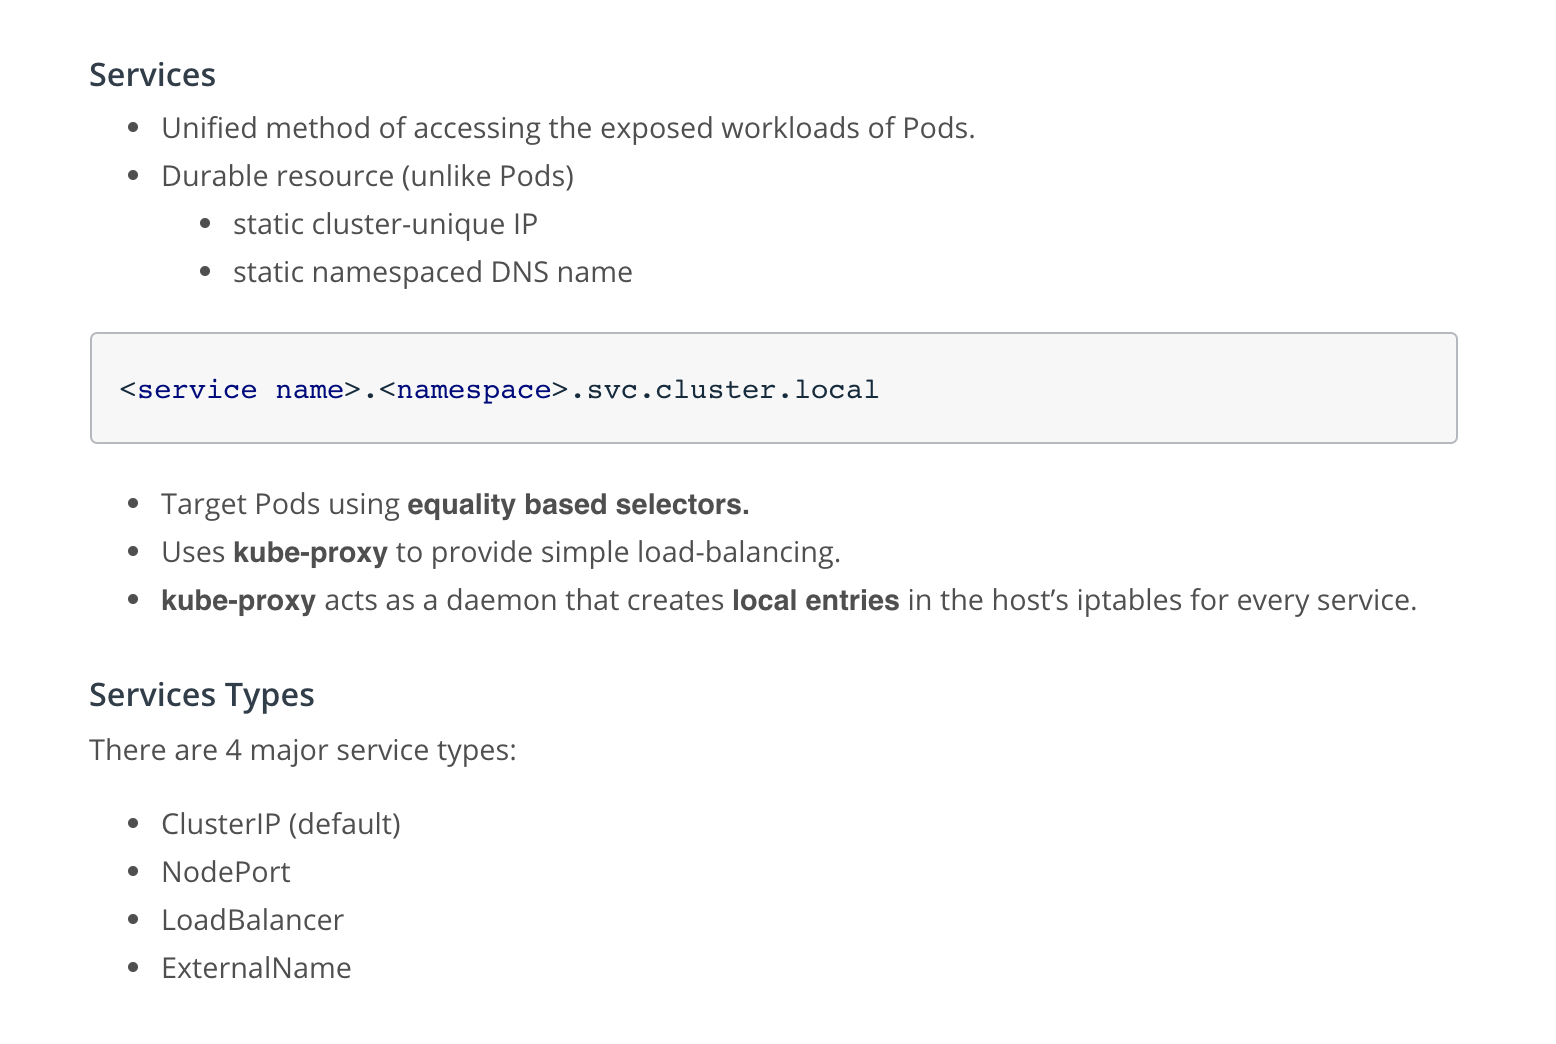 Services
Unified method of accessing the exposed workloads of Pods.
Durable resource (unlike Pods)
static cluster-unique IP
static namespaced DNS name
<service name>.<namespace>.svc.cluster.local
Target Pods using equality based selectors.
Uses kube-proxy to provide simple load-balancing.
kube-proxy acts as a daemon that creates local entries in the host’s iptables for every service.
Services Types
There are 4 major service types:
ClusterIP (default)
NodePort
LoadBalancer
ExternalName